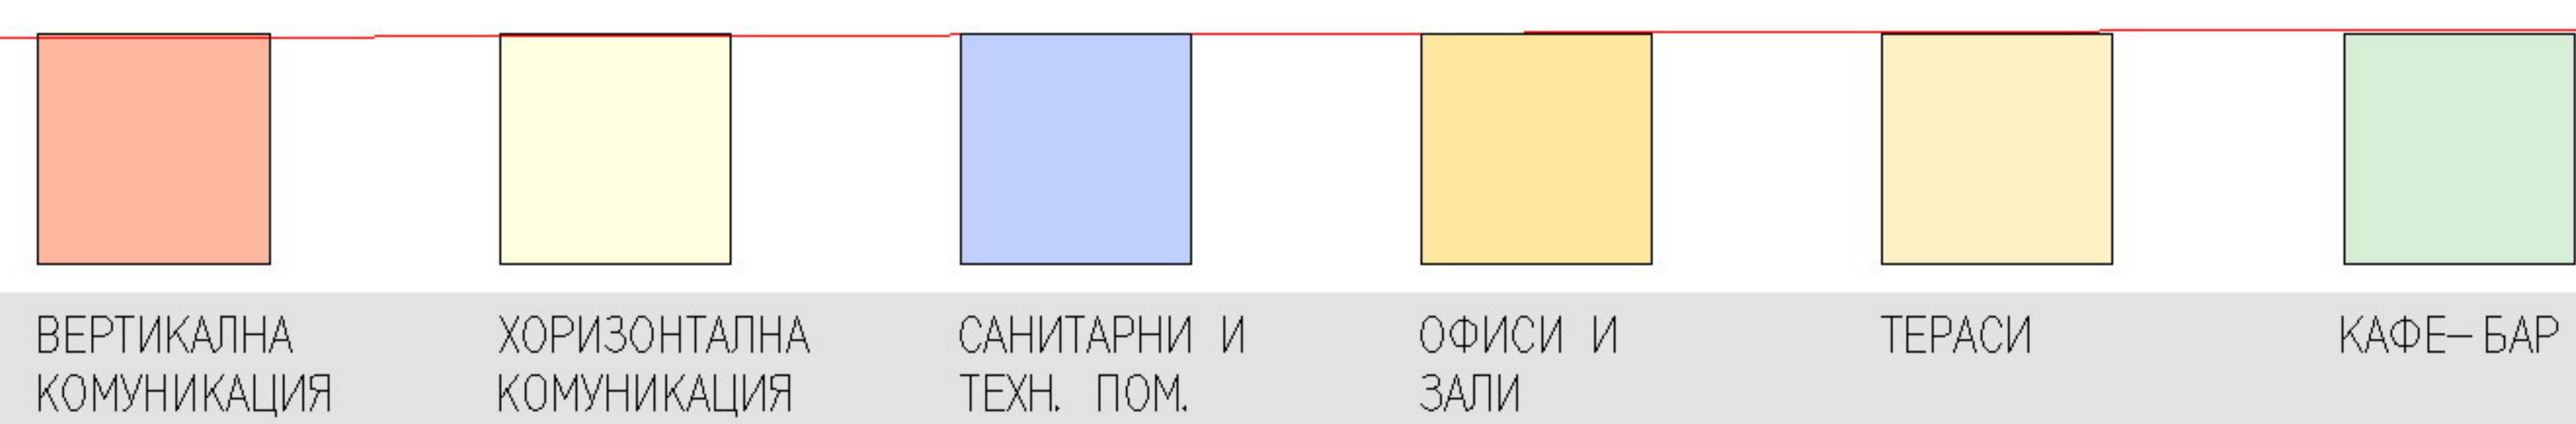 ВЕРТИКАЛНА
КОМУНИКАЦИЯ
ХОРИЗОНТАЛНА
КОМУНИКАЦИЯ
САНИТАРНИ И
ТЕХН. ПОМ.
ОФИСИ И
ЗАЛИ
ТЕРАСИ
КАФЕ–БАР